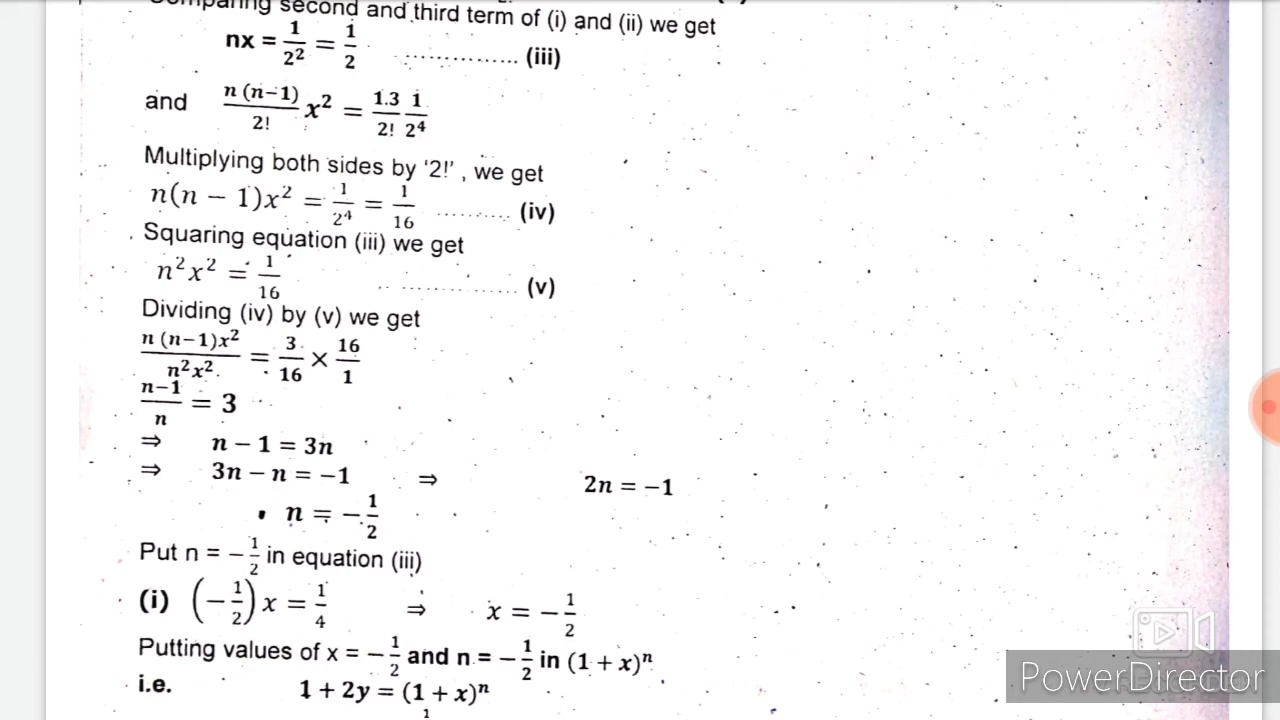 Comparing second and third term of (i) and (ii) we get
nx = 1/2² = 1/2 ................ (iii)
and n (n−1)/2! x² = 1.3/2! 1/2⁴
Multiplying both sides by '2!' , we get
n(n − 1)x² = 1/2⁴ = 1/16 .......... (iv)
Squaring equation (iii) we get
n²x² = 1/16 ................ (v)
Dividing (iv) by (v) we get
n (n−1)x²/n²x² = 3/16 × 16/1
n−1/n = 3
⇒ n − 1 = 3n
⇒ 3n − n = −1 ⇒ 2n = −1
n = −1/2
Put n = −1/2 in equation (iii)
(i) (−1/2) x = 1/4 ⇒ x = −1/2
Putting values of x = −1/2 and n = −1/2 in (1 + x)ⁿ
i.e. 1 + 2y = (1 + x)ⁿ
PowerDirector